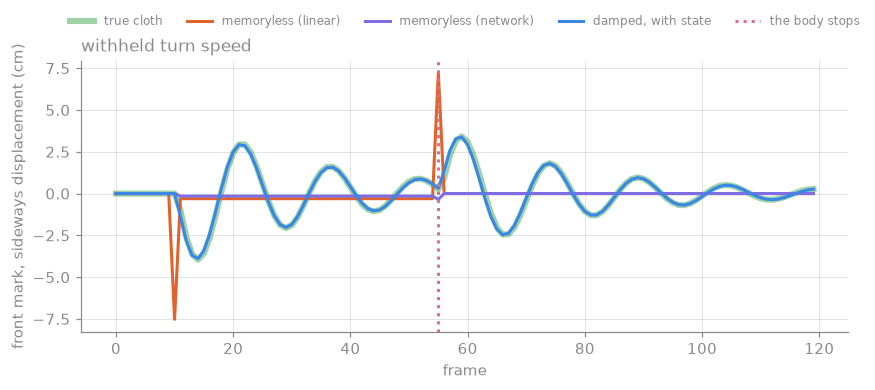 true cloth memoryless (linear) memoryless (network) damped, with state the body stops
withheld turn speed
front mark, sideways displacement (cm)
7.5
5.0
2.5
0.0
−2.5
−5.0
−7.5
0 20 40 60 80 100 120
frame